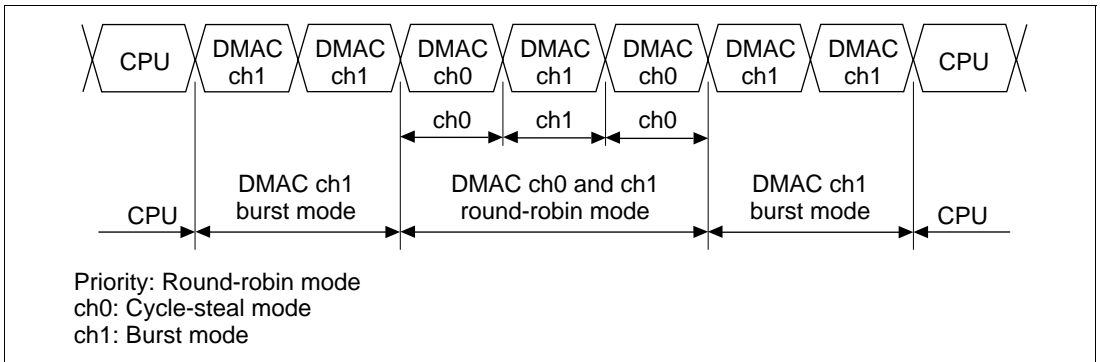 CPU DMAC ch1 DMAC ch1 DMAC ch0 DMAC ch1 DMAC ch0 DMAC ch1 DMAC ch1 CPU
ch0 ch1 ch0
DMAC ch1
burst mode
DMAC ch0 and ch1
round-robin mode
DMAC ch1
burst mode
CPU
CPU
Priority: Round-robin mode
ch0: Cycle-steal mode
ch1: Burst mode